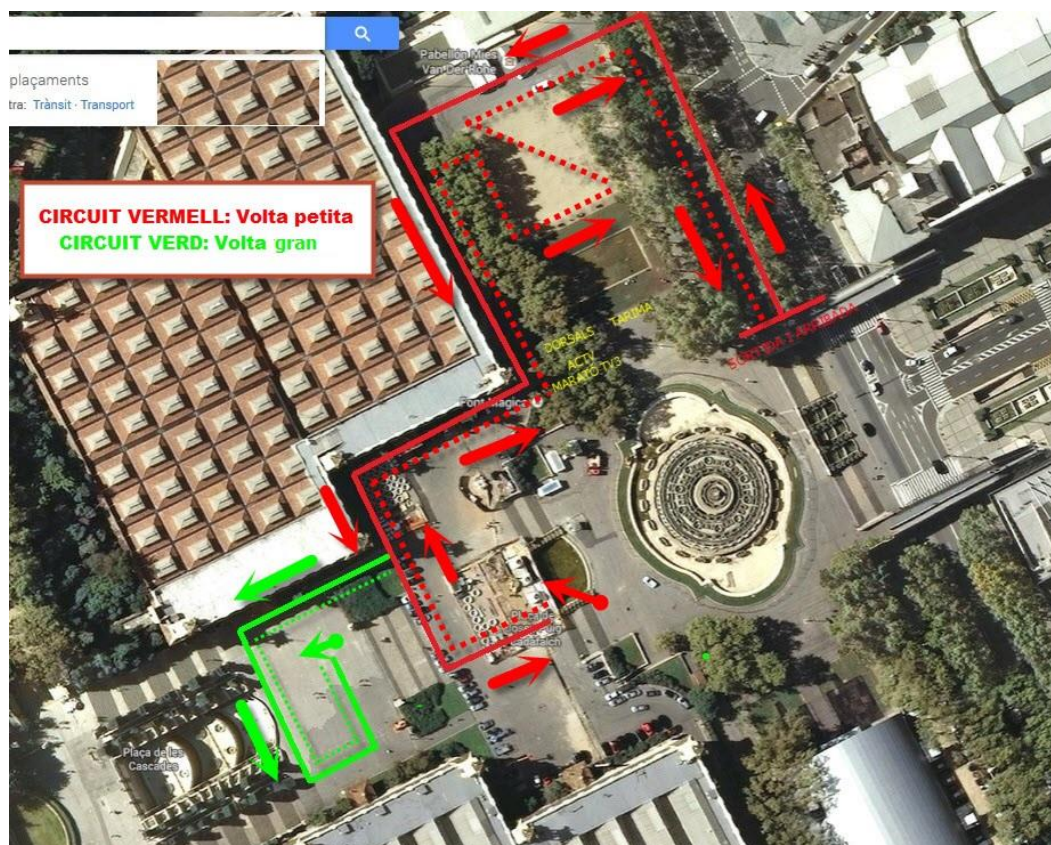 plaçaments
tra: Trànsit · Transport
Pabellón Mies
Van Der Rohe
CIRCUIT VERMELL: Volta petita
CIRCUIT VERD: Volta gran
DORSALS TARIMA
ACTV
MARATÓ TV3
SORTIDA I ARRIBADA
Font Màgica
Plaça de les
Cascades